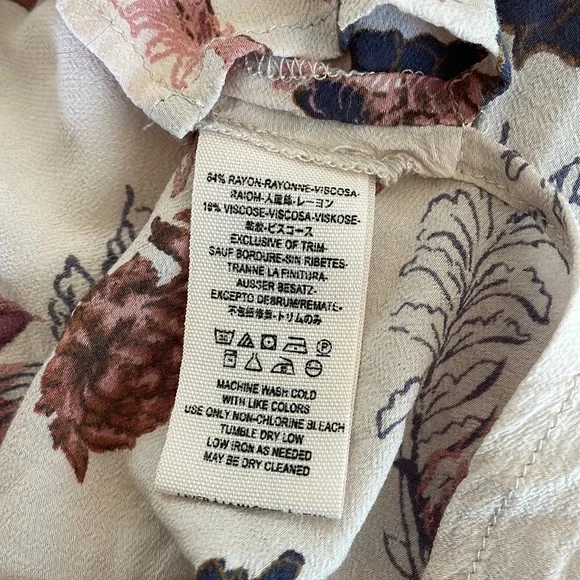 84% RAYON-RAYONNE-VISCOSA-
RAIOM-人造絲-レーヨン
16% VISCOSE-VISCOSA-VISKOSE-
粘胶-ビスコース
EXCLUSIVE OF TRIM-
SAUF BORDURE-SIN RIBETES-
TRANNE LA FINITURA-
AUSSER BESATZ-
EXCEPTO DEBRUM/REMATE-
不包括修章-トリムのみ
MACHINE WASH COLD
WITH LIKE COLORS
USE ONLY NON-CHLORINE BLEACH
TUMBLE DRY LOW
LOW IRON AS NEEDED
MAY BE DRY CLEANED